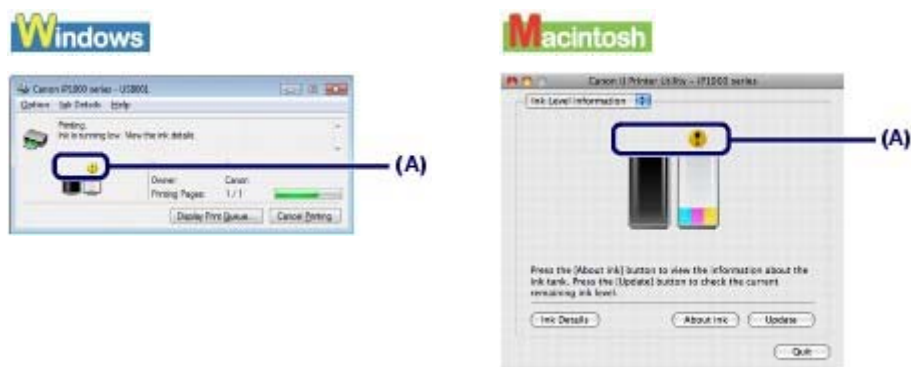 Windows
Macintosh
Canon iP1800 series - USB001
Option Ink Details Help
Printing.
Ink is running low. View the ink details.
Owner: Canon
Printing Pages: 1 / 1
Display Print Queue... Cancel Printing
(A)
Canon IJ Printer Utility – iP1800 series
Ink Level Information
(A)
Press the [About ink] button to view the information about the
ink tank. Press the [Update] button to check the current
remaining ink level.
Ink Details About Ink Update
Quit